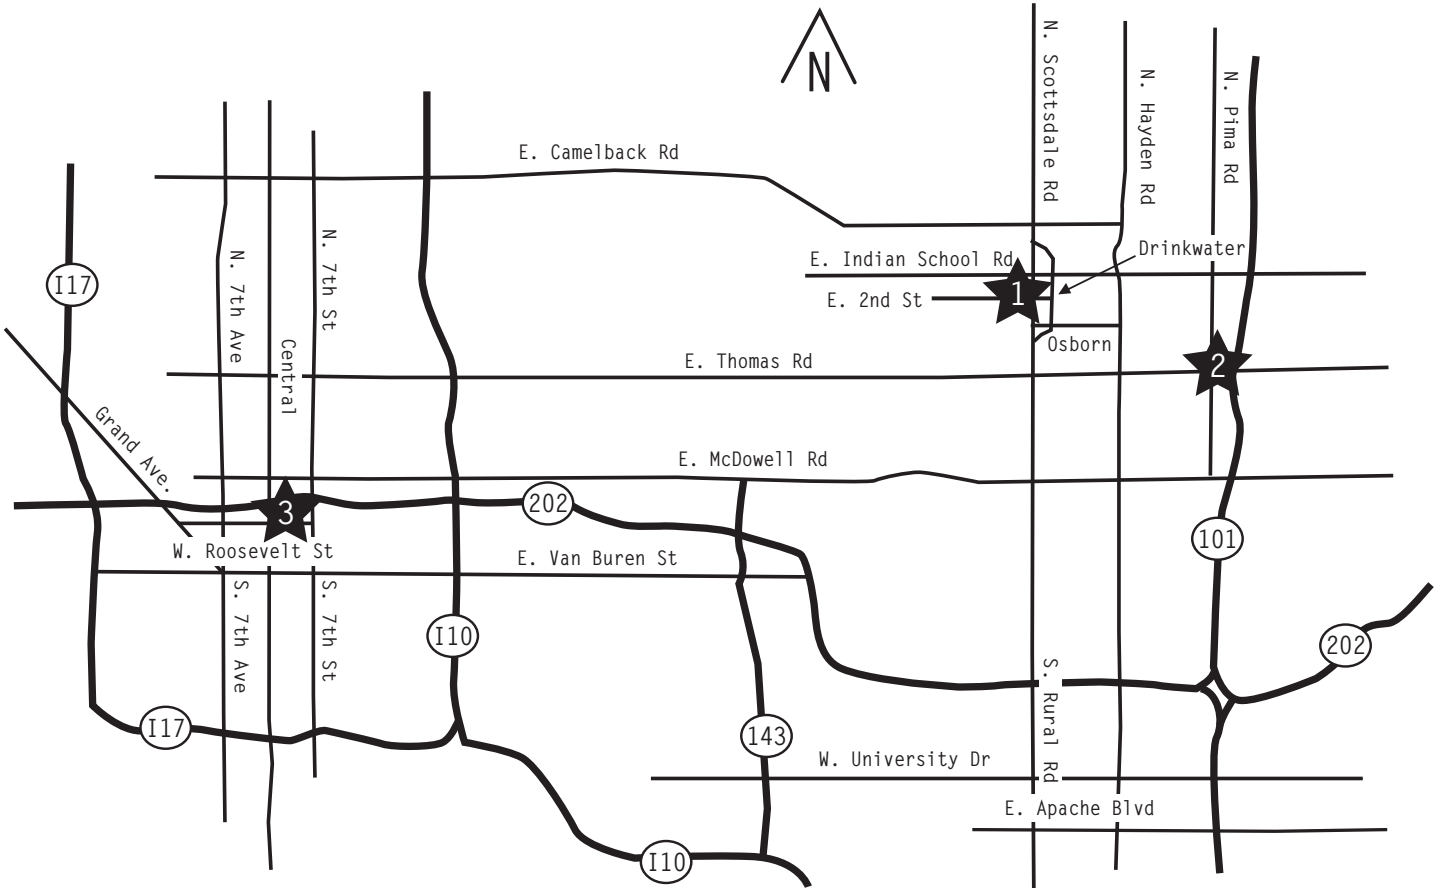 N
N. Scottsdale Rd
N. Hayden Rd
N. Pima Rd
E. Camelback Rd
N. 7th Ave
N. 7th St
Central
I17
E. Indian School Rd
Drinkwater
1
E. 2nd St
Osborn
E. Thomas Rd
2
Grand Ave.
E. McDowell Rd
3
202
101
W. Roosevelt St
E. Van Buren St
S. 7th Ave
S. 7th St
I10
202
S. Rural Rd
I17
143
W. University Dr
E. Apache Blvd
I10